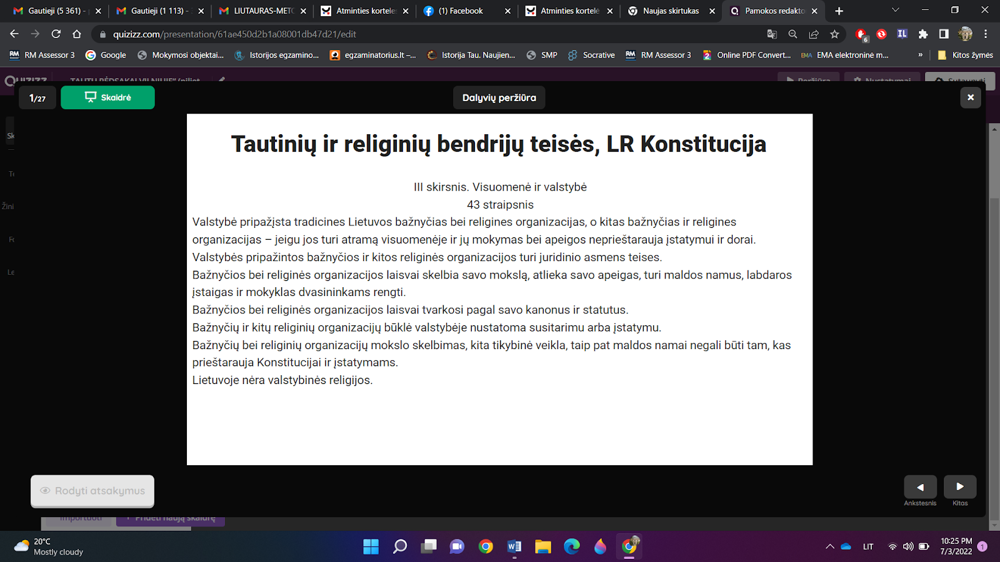 Gautieji (5 361) -
Gautieji (1 113) -
LIUTAURAS-METO
Atminties kortelės
(1) Facebook
Atminties kortelė
Naujas skirtukas
Pamokos redakto
quizizz.com/presentation/61ae450d2b1a08001db47d21/edit
6
IL
RM Assessor 3
Google
Mokymosi objektai...
Istorijos egzamino...
egzaminatorius.lt –...
Istorija Tau. Naujien...
SMP
Socrative
RM Assessor 3
Online PDF Convert...
EMA elektroninė m...
»
Kitos žymės
1/27
Skaidrė
Dalyvių peržiūra
Tautinių ir religinių bendrijų teisės, LR Konstitucija
III skirsnis. Visuomenė ir valstybė
43 straipsnis
Valstybė pripažįsta tradicines Lietuvos bažnyčias bei religines organizacijas, o kitas bažnyčias ir religines
organizacijas – jeigu jos turi atramą visuomenėje ir jų mokymas bei apeigos neprieštarauja įstatymui ir dorai.
Valstybės pripažintos bažnyčios ir kitos religinės organizacijos turi juridinio asmens teises.
Bažnyčios bei religinės organizacijos laisvai skelbia savo mokslą, atlieka savo apeigas, turi maldos namus, labdaros
įstaigas ir mokyklas dvasininkams rengti.
Bažnyčios bei religinės organizacijos laisvai tvarkosi pagal savo kanonus ir statutus.
Bažnyčių ir kitų religinių organizacijų būklė valstybėje nustatoma susitarimu arba įstatymu.
Bažnyčių bei religinių organizacijų mokslo skelbimas, kita tikybinė veikla, taip pat maldos namai negali būti tam, kas
prieštarauja Konstitucijai ir įstatymams.
Lietuvoje nėra valstybinės religijos.
Rodyti atsakymus
Ankstesnis
Kitas
Importuoti
+ Pridėti naują skaidrę
20°C
Mostly cloudy
LIT
10:25 PM
7/3/2022
1